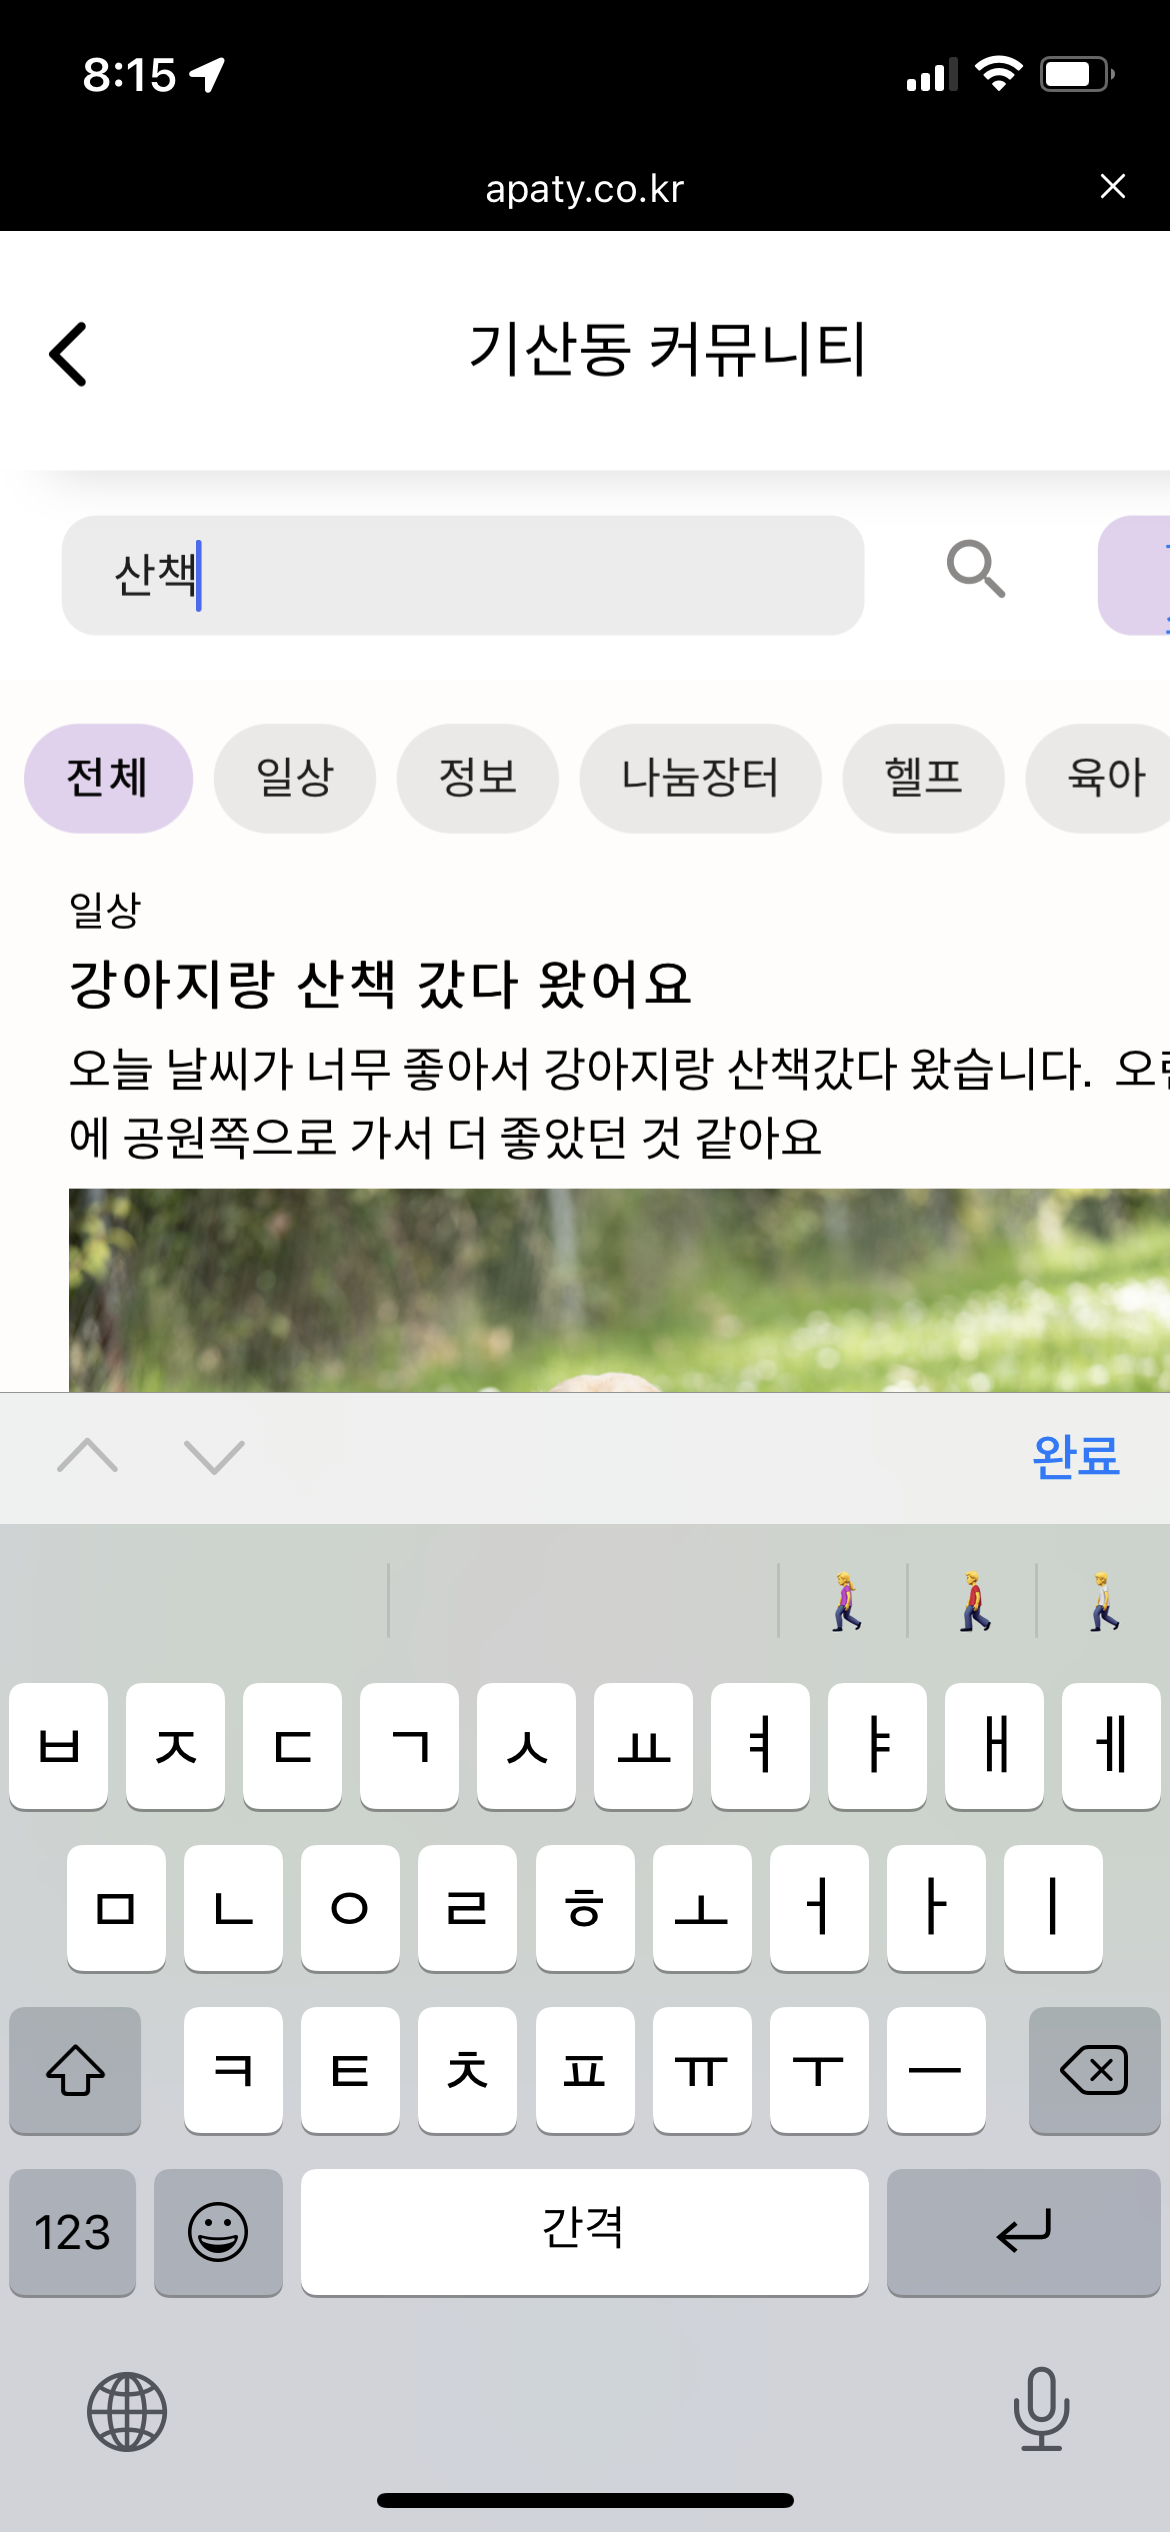 8:15
apaty.co.kr
기산동 커뮤니티
산책
전체 일상 정보 나눔장터 헬프 육아
일상
강아지랑 산책 갔다 왔어요
오늘 날씨가 너무 좋아서 강아지랑 산책갔다 왔습니다.
에 공원쪽으로 가서 더 좋았던 것 같아요
완료
ㅂ ㅈ ㄷ ㄱ ㅅ ㅛ ㅕ ㅑ ㅐ ㅔ
ㅁ ㄴ ㅇ ㄹ ㅎ ㅗ ㅓ ㅏ ㅣ
ㅋ ㅌ ㅊ ㅍ ㅠ ㅜ ㅡ
123 간격